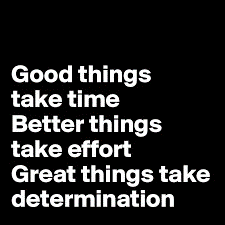 Good things
take time
Better things
take effort
Great things take
determination